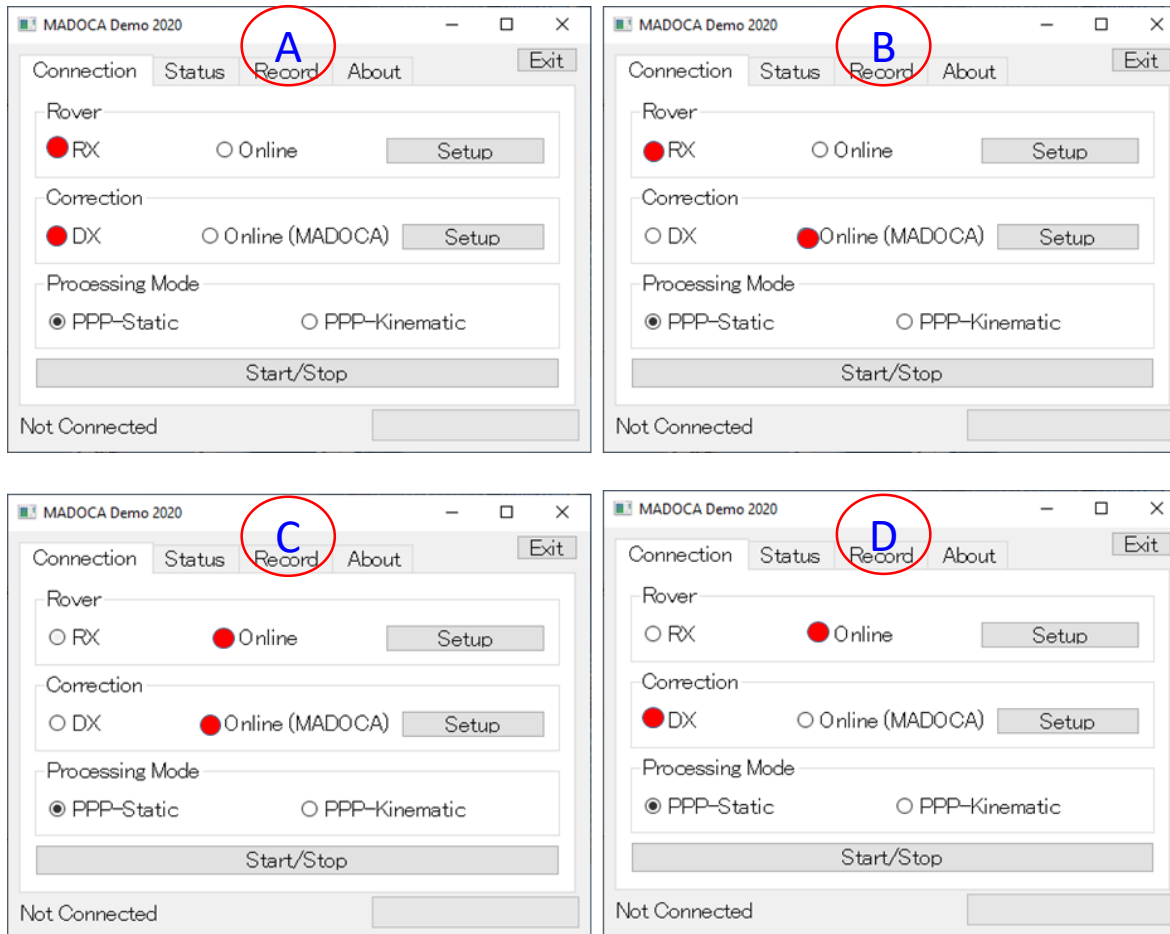 MADOCA Demo 2020
A
Connection Status Record About Exit
Rover
RX Online Setup
Correction
DX Online (MADOCA) Setup
Processing Mode
PPP-Static PPP-Kinematic
Start/Stop
Not Connected
MADOCA Demo 2020
B
Connection Status Record About Exit
Rover
RX Online Setup
Correction
DX Online (MADOCA) Setup
Processing Mode
PPP-Static PPP-Kinematic
Start/Stop
Not Connected
MADOCA Demo 2020
C
Connection Status Record About Exit
Rover
RX Online Setup
Correction
DX Online (MADOCA) Setup
Processing Mode
PPP-Static PPP-Kinematic
Start/Stop
Not Connected
MADOCA Demo 2020
D
Connection Status Record About Exit
Rover
RX Online Setup
Correction
DX Online (MADOCA) Setup
Processing Mode
PPP-Static PPP-Kinematic
Start/Stop
Not Connected